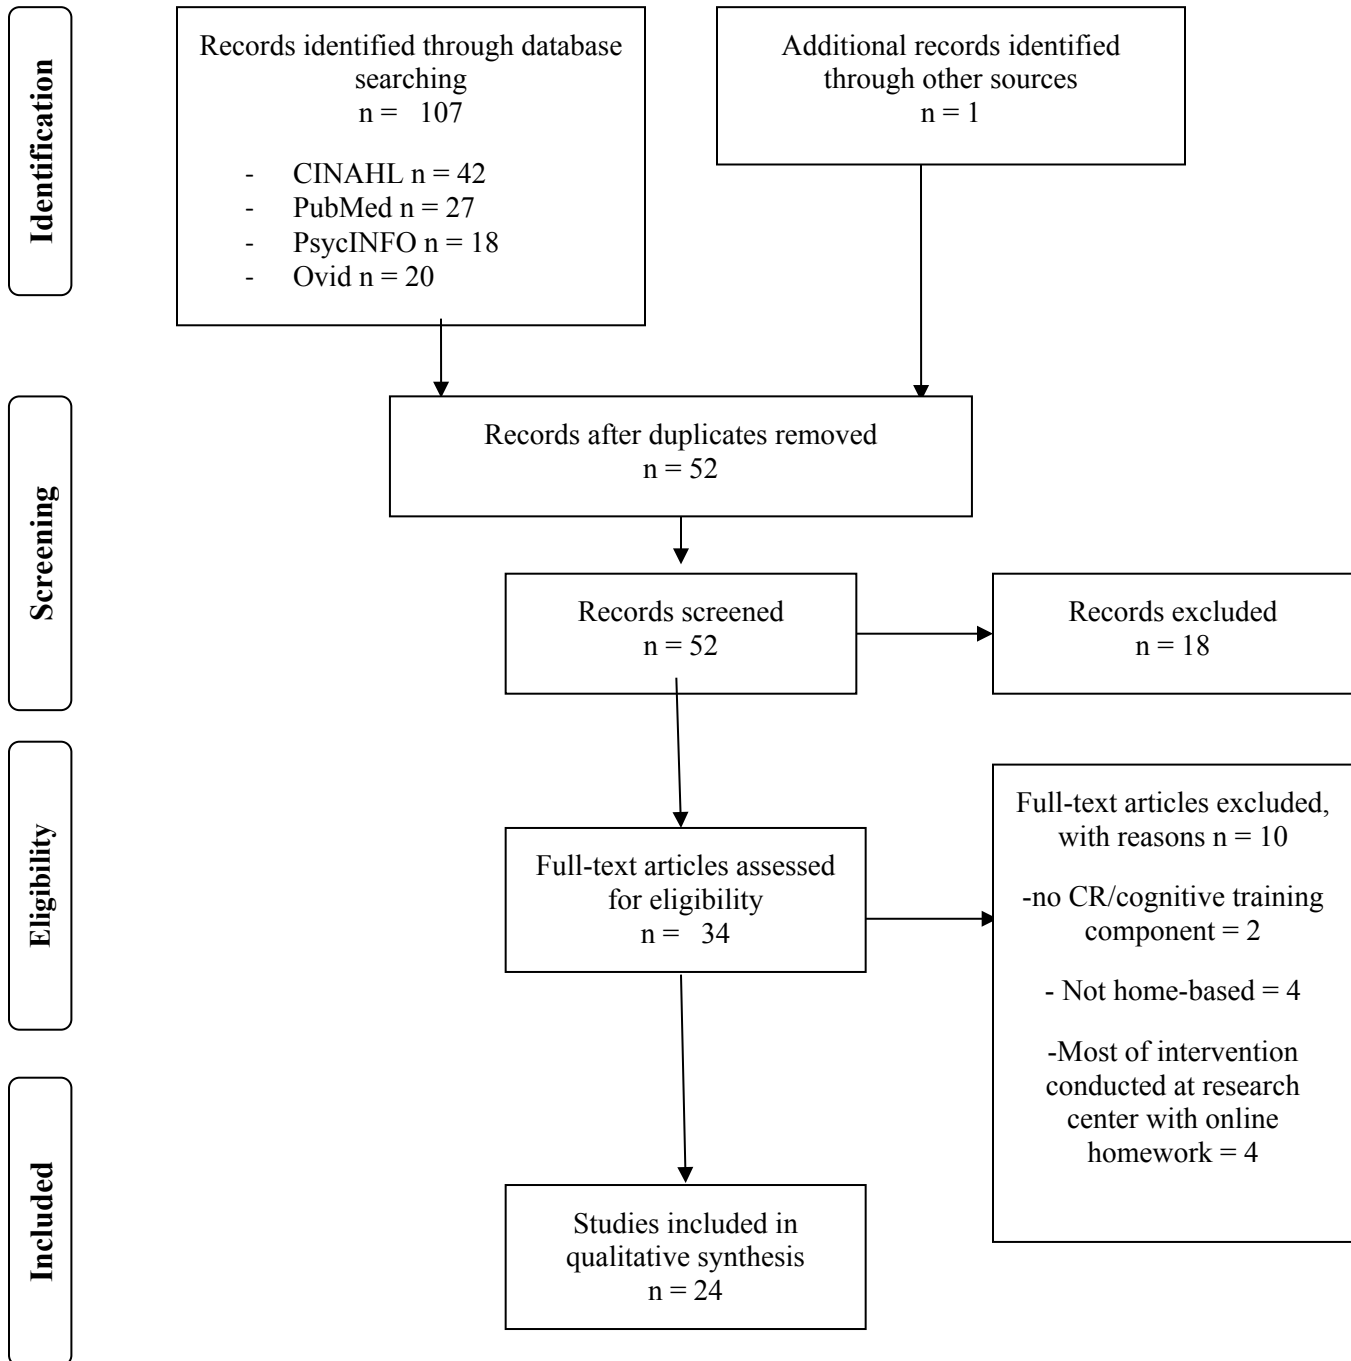 Identification
Records identified through database
searching
n = 107
- CINAHL n = 42
- PubMed n = 27
- PsycINFO n = 18
- Ovid n = 20
Additional records identified
through other sources
n = 1
Screening
Records after duplicates removed
n = 52
Records screened
n = 52
Records excluded
n = 18
Eligibility
Full-text articles assessed
for eligibility
n = 34
Full-text articles excluded,
with reasons n = 10
-no CR/cognitive training
component = 2
- Not home-based = 4
-Most of intervention
conducted at research
center with online
homework = 4
Included
Studies included in
qualitative synthesis
n = 24